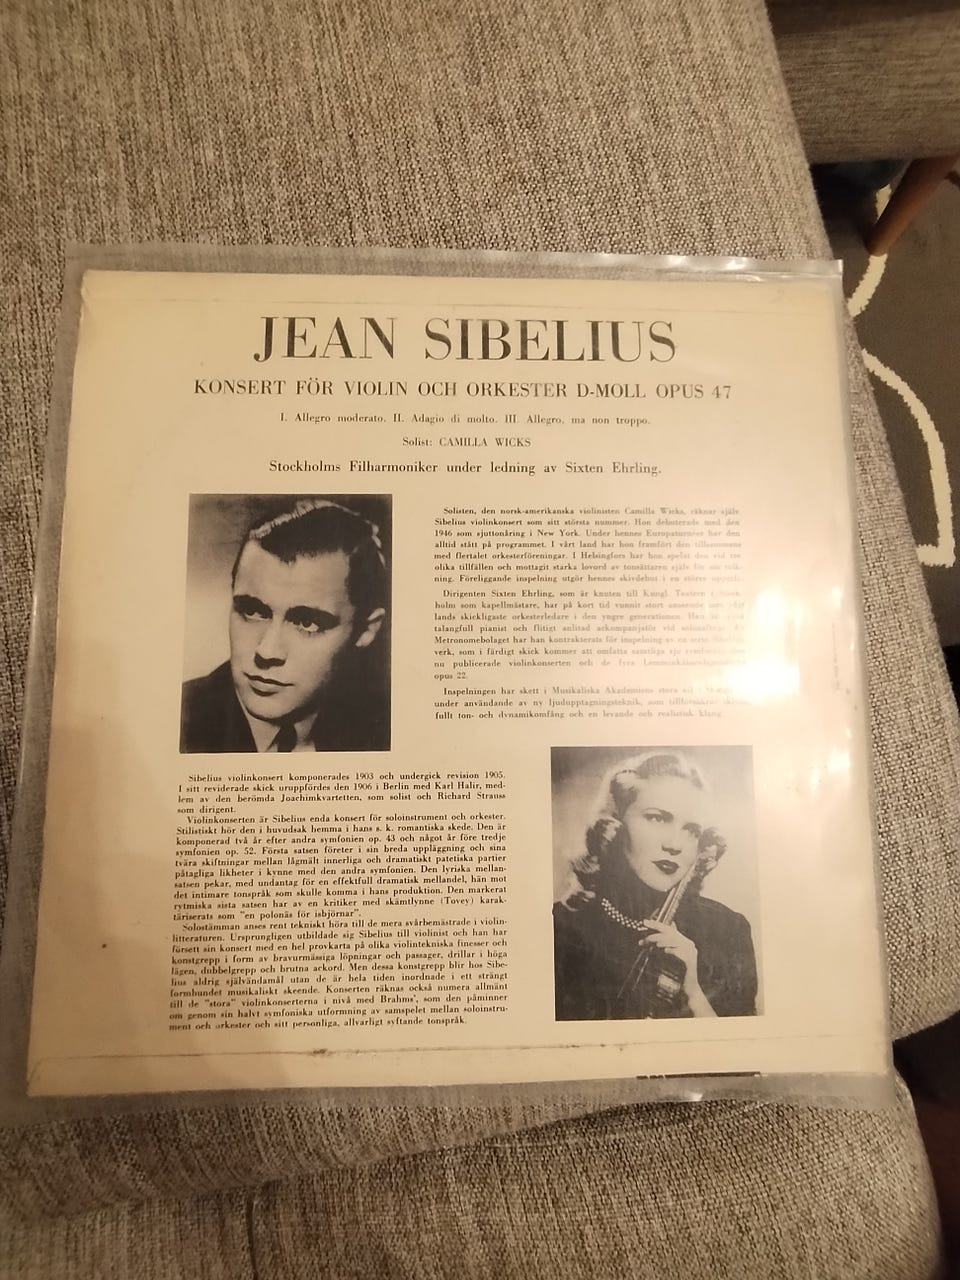 JEAN SIBELIUS
KONSERT FÖR VIOLIN OCH ORKESTER D-MOLL OPUS 47
I. Allegro moderato. II. Adagio di molto. III. Allegro, ma non troppo.
Solist: CAMILLA WICKS
Stockholms Filharmoniker under ledning av Sixten Ehrling.
Solisten, den norsk-amerikanska violinisten Camilla Wicks, räknar själv
Sibelius violinkonsert som sitt största nummer. Hon debuterade med den
1946 som sjuttonåring i New York. Under hennes Europaturnéer har den
alltid stått på programmet. I vårt land har hon framfört den tillsammans
med flertalet orkesterföreningar. I Helsingfors har hon spelat den vid tre
olika tillfällen och mottagit starka lovord av tonsättaren själv för sin tolk-
ning. Föreliggande inspelning utgör hennes skivdebut i en större uppgift.
Dirigenten Sixten Ehrling, som är knuten till Kungl. Teatern i Stock-
holm som kapellmästare, har på kort tid vunnit stort anseende som
lands skickligaste orkesterledare i den yngre generationen. Han är
talangfull pianist och flitigt anlitad ackompanjatör vid
Metronomebolaget har han kontrakterats för inspelning av en serie
verk, som i färdigt skick kommer att omfatta samtliga sju symfonier, den
nu publicerade violinkonserten och de fyra
opus 22.
Inspelningen har skett i Musikaliska Akademiens stora sal i
under användande av ny ljudupptagningsteknik, som tillförsäkrar
fullt ton- och dynamikomfång och en levande och realistisk klang.
Sibelius violinkonsert komponerades 1903 och undergick revision 1905.
I sitt reviderade skick uruppfördes den 1906 i Berlin med Karl Halir, med-
lem av den berömda Joachimkvartetten, som solist och Richard Strauss
som dirigent.
Violinkonserten är Sibelius enda konsert för soloinstrument och orkester.
Stilistiskt hör den i huvudsak hemma i hans s. k. romantiska skede. Den är
komponerad två år efter andra symfonien op. 43 och något år före tredje
symfonien op. 52. Första satsen företer i sin breda uppläggning och sina
tvära skiftningar mellan lågmält innerliga och dramatiskt patetiska partier
påtagliga likheter i kynne med den andra symfonien. Den lyriska mellan-
satsen pekar, med undantag för en effektfull dramatisk mellandel, hän mot
det intimare tonspråk som skulle komma i hans produktion. Den markerat
rytmiska sista satsen har av en kritiker med skämtlynne (Tovey) karak-
täriserats som "en polonäs för isbjörnar".
Solostämman anses rent tekniskt höra till de mera svårbemästrade i violin-
litteraturen. Ursprungligen utbildade sig Sibelius till violinist och han har
försett sin konsert med en hel provkarta på olika violintekniska finesser och
konstgrepp i form av bravurmässiga löpningar och passager, drillar i höga
lägen, dubbelgrepp och brutna ackord. Men dessa konstgrepp blir hos Sibe-
lius aldrig självändamål utan de är hela tiden inordnade i ett strängt
formbundet musikaliskt skeende. Konserten räknas också numera allmänt
till de "stora" violinkonserterna i nivå med Brahms', som den påminner
om genom sin halvt symfoniska utformning av samspelet mellan soloinstru-
ment och orkester och sitt personliga, allvarligt syftande tonspråk.